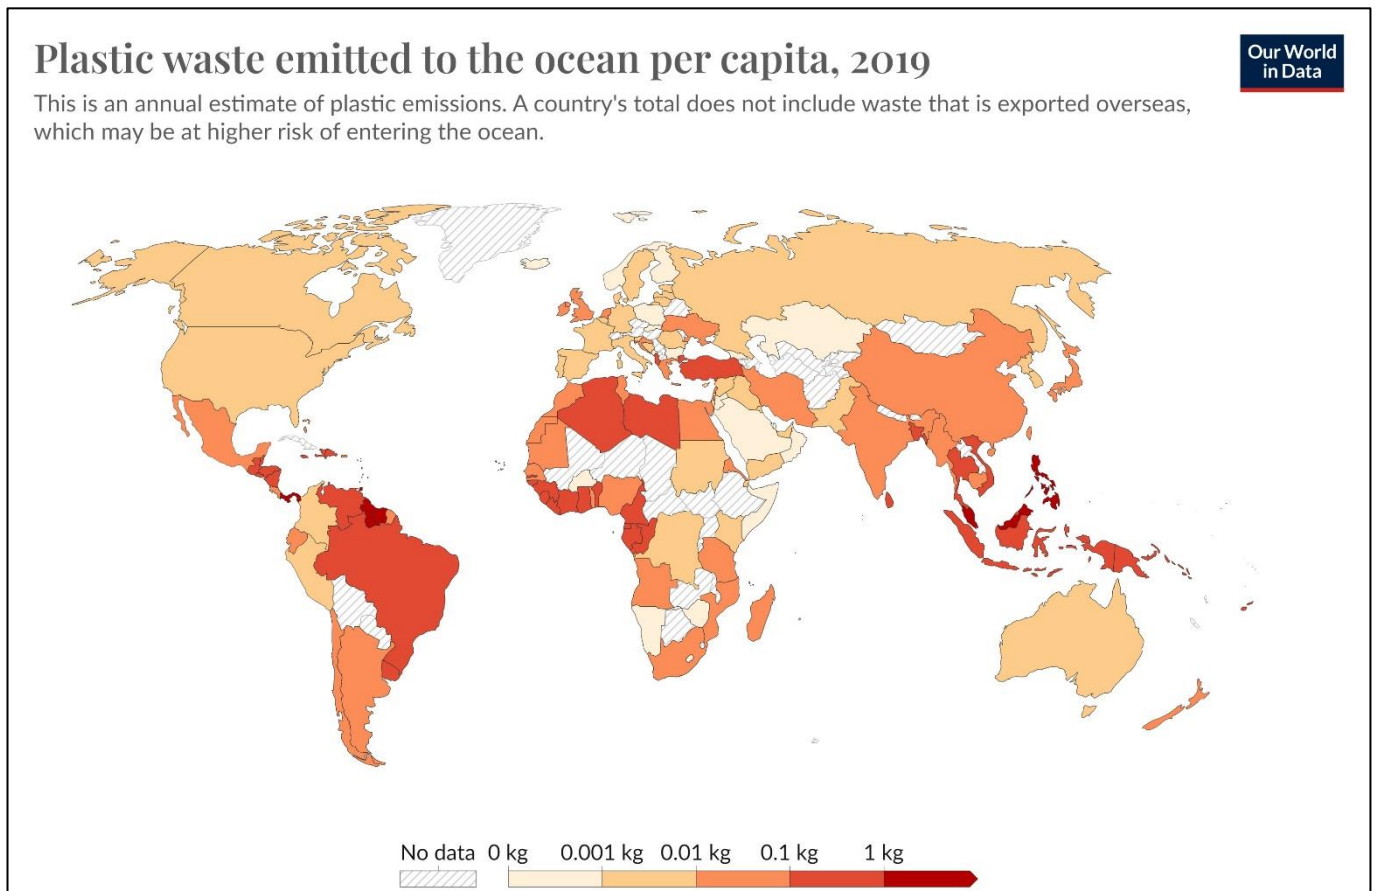 Plastic waste emitted to the ocean per capita, 2019
Our World
in Data
This is an annual estimate of plastic emissions. A country's total does not include waste that is exported overseas,
which may be at higher risk of entering the ocean.
No data 0 kg 0.001 kg 0.01 kg 0.1 kg 1 kg